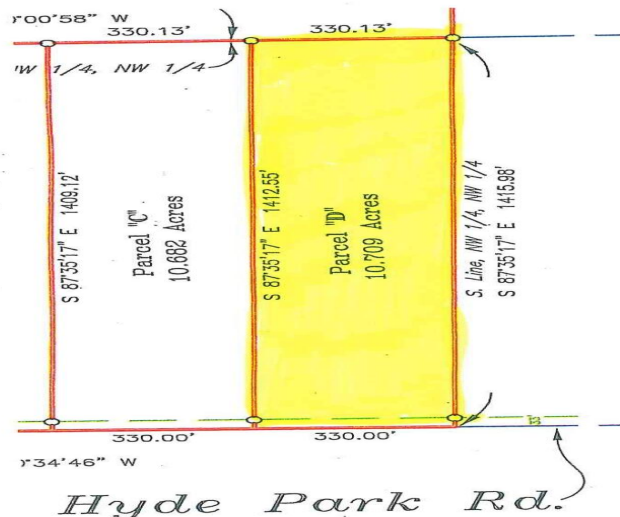 °00'58" W
330.13'
330.13'
'W 1/4, NW 1/4
S 87°35'17" E 1409.12'
Parcel "C"
10.682 Acres
S 87°35'17" E 1412.55'
Parcel "D"
10.709 Acres
S. Line, NW 1/4, NW 1/4
S 87°35'17" E 1415.98'
33'
330.00'
330.00'
°34'46" W
Hyde Park Rd.